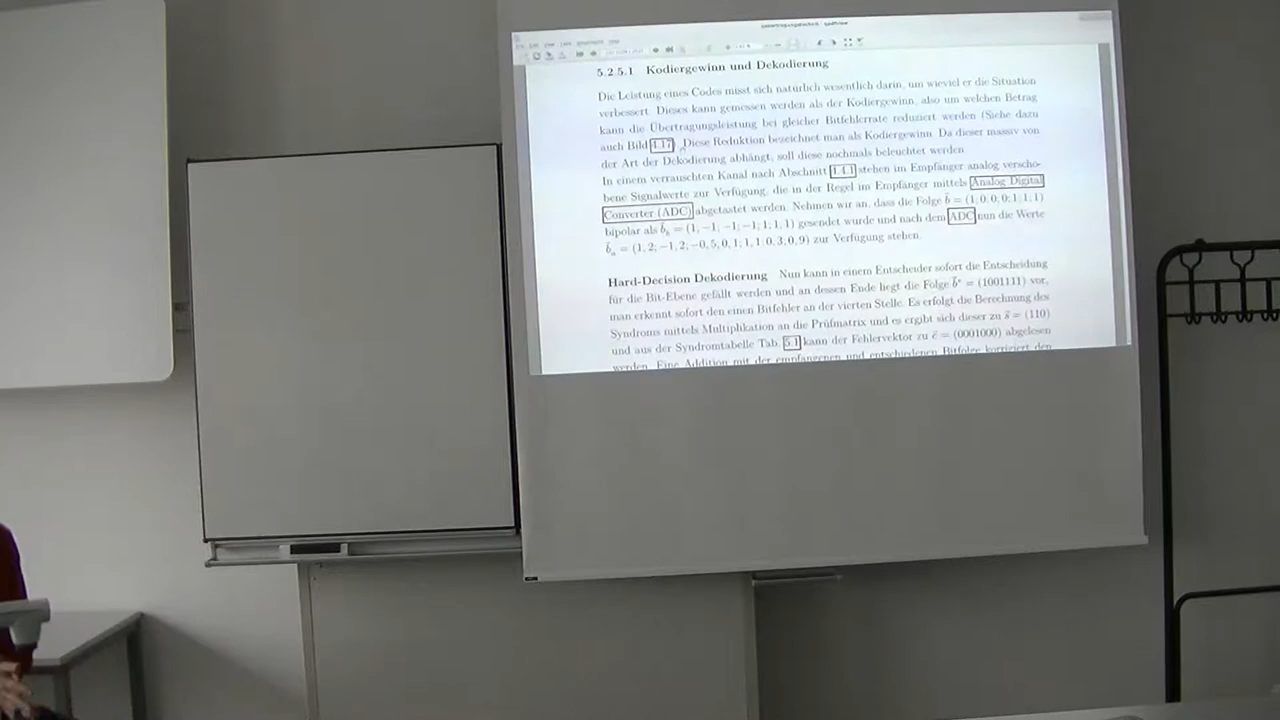 5.2.5.1 Kodiergewinn und Dekodierung
Die Leistung eines Codes misst sich natürlich wesentlich darin, um wieviel er die Situation
verbessert. Dieses kann gemessen werden als der Kodiergewinn, also um welchen Betrag
kann die Übertragungsleistung bei gleicher Bitfehlerrate reduziert werden (Siehe dazu
auch Bild 4.17). Diese Reduktion bezeichnet man als Kodiergewinn. Da dieser massiv von
der Art der Dekodierung abhängt, soll diese nochmals beleuchtet werden
In einem verrauschten Kanal nach Abschnitt 4.4.1 stehen im Empfänger analog verscho-
bene Signalwerte zur Verfügung, die in der Regel im Empfänger mittels Analog Digital
Converter (ADC) abgetastet werden. Nehmen wir an, dass die Folge b⃗ = (1; 0; 0; 0; 1; 1; 1)
bipolar als b⃗b = (1; −1; −1; −1; 1; 1; 1) gesendet wurde und nach dem ADC nun die Werte
b⃗a = (1, 2; −1, 2; −0, 5; 0, 1; 1, 1; 0, 3; 0, 9) zur Verfügung stehen.
Hard-Decision Dekodierung Nun kann in einem Entscheider sofort die Entscheidung
für die Bit-Ebene gefällt werden und an dessen Ende liegt die Folge b⃗* = (1001111) vor,
man erkennt sofort den einen Bitfehler an der vierten Stelle. Es erfolgt die Berechnung des
Syndroms mittels Multiplikation an die Prüfmatrix und es ergibt sich dieser zu s⃗ = (110)
und aus der Syndromtabelle Tab. 5.1 kann der Fehlervektor zu e⃗ = (0001000) abgelesen
werden. Eine Addition mit der empfangenen und entschiedenen Bitfolge korrigiert den